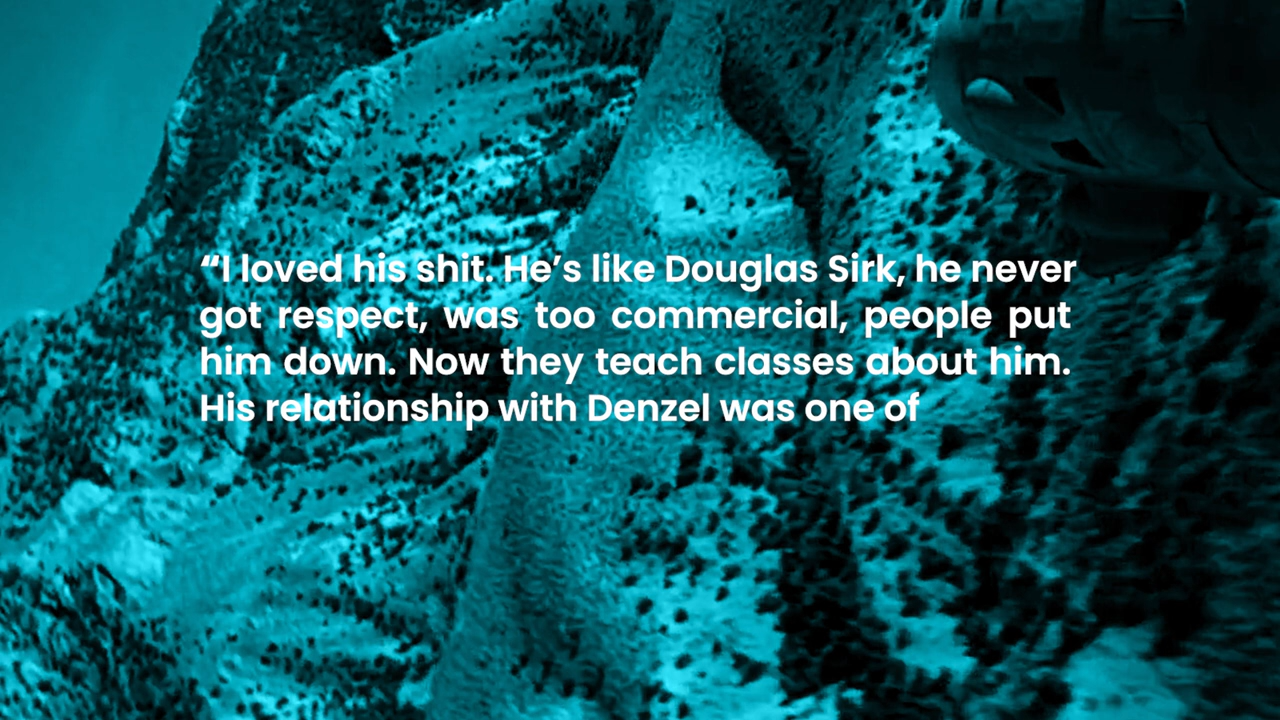 “I loved his shit. He’s like Douglas Sirk, he never
got respect, was too commercial, people put
him down. Now they teach classes about him.
His relationship with Denzel was one of